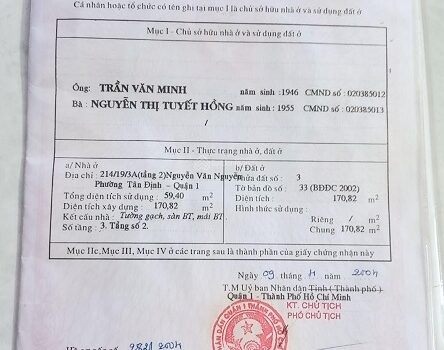 Cá nhân hoặc tổ chức có tên ghi tại mục I là chủ sở hữu nhà ở và sử dụng đất ở
Mục I - Chủ sở hữu nhà ở và sử dụng đất ở
Ông: TRẦN VĂN MINH năm sinh : 1946 CMND số : 020385012
Bà : NGUYỄN THỊ TUYẾT HỒNG năm sinh : 1955 CMND số : 020385013
/
Mục II - Thực trạng nhà ở, đất ở
a/ Nhà ở
Địa chỉ : 214/19/3A(tầng 2)Nguyễn Văn Nguyễn
Phường Tân Định - Quận 1
Tổng diện tích sử dụng : 59,40 m2
Diện tích xây dựng : 170,82 m2
Kết cấu nhà : Tường gạch, sàn BT, mái BT
Số tầng : 3. Tầng số 2.
b/ Đất ở
Thửa đất số : 3
Tờ bản đồ số : 33 (BĐĐC 2002)
Diện tích : 170,82 m2
Hình thức sử dụng :
Riêng / m2
Chung 170,82 m2
Mục IIc, Mục III, Mục IV ở các trang sau là thành phần của giấy chứng nhận này
Ngày 09 tháng 11 năm 2004
T.M Uỷ ban Nhân dân Tỉnh ( Thành phố )
Quận 1 - Thành Phố Hồ Chí Minh
KT. CHỦ TỊCH
PHÓ CHỦ TỊCH
2004